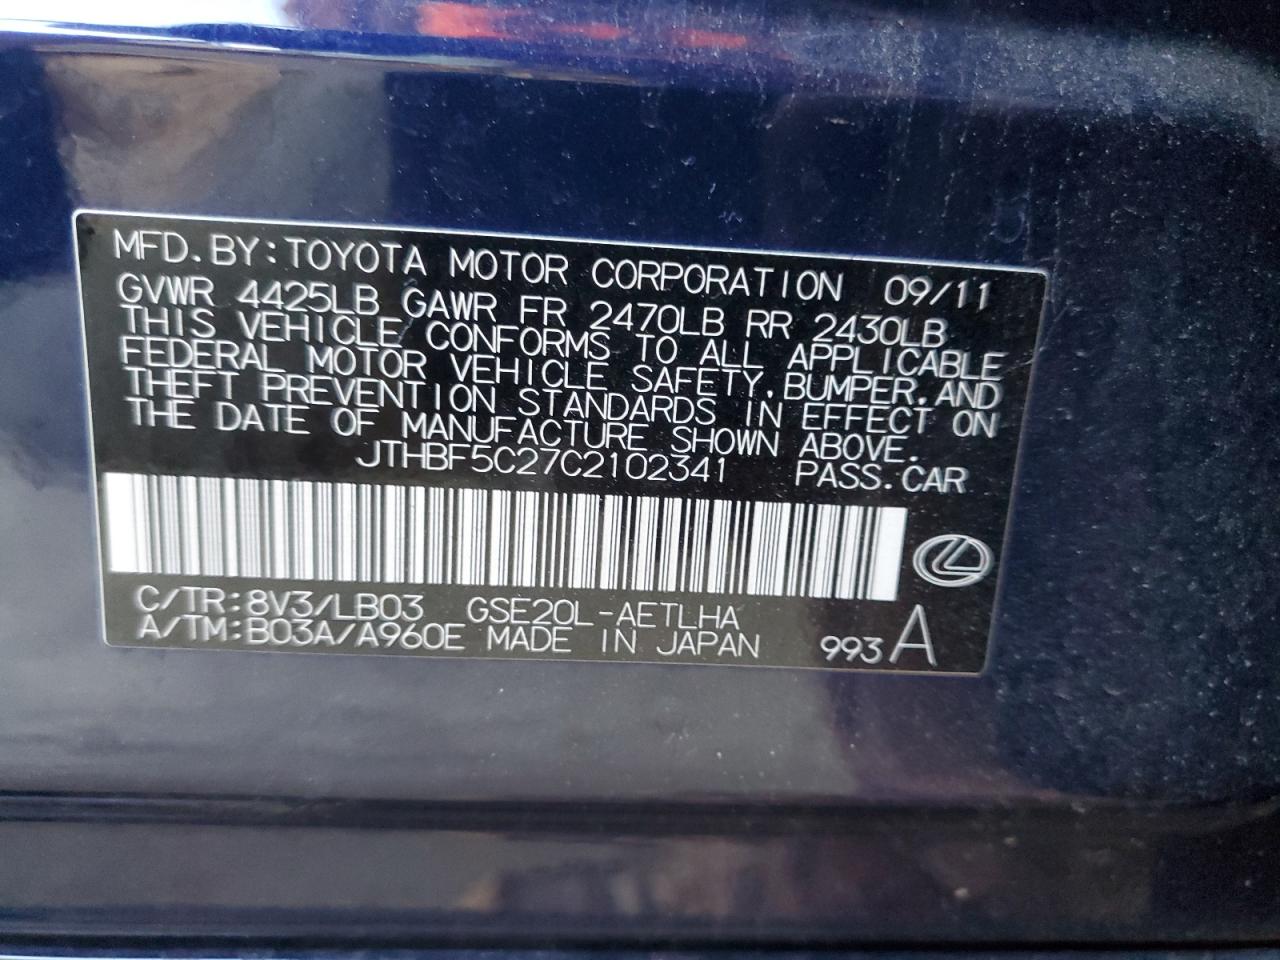 MFD. BY: TOYOTA MOTOR CORPORATION 09/11
GVWR 4425LB GAWR FR 2470LB RR 2430LB
THIS VEHICLE CONFORMS TO ALL APPLICABLE
FEDERAL MOTOR VEHICLE SAFETY, BUMPER, AND
THEFT PREVENTION STANDARDS IN EFFECT ON
THE DATE OF MANUFACTURE SHOWN ABOVE.
JTHBF5C27C2102341 PASS. CAR
C/TR: 8V3/LB03 GSE20L-AETLHA
A/TM: B03A/A960E MADE IN JAPAN 993 A